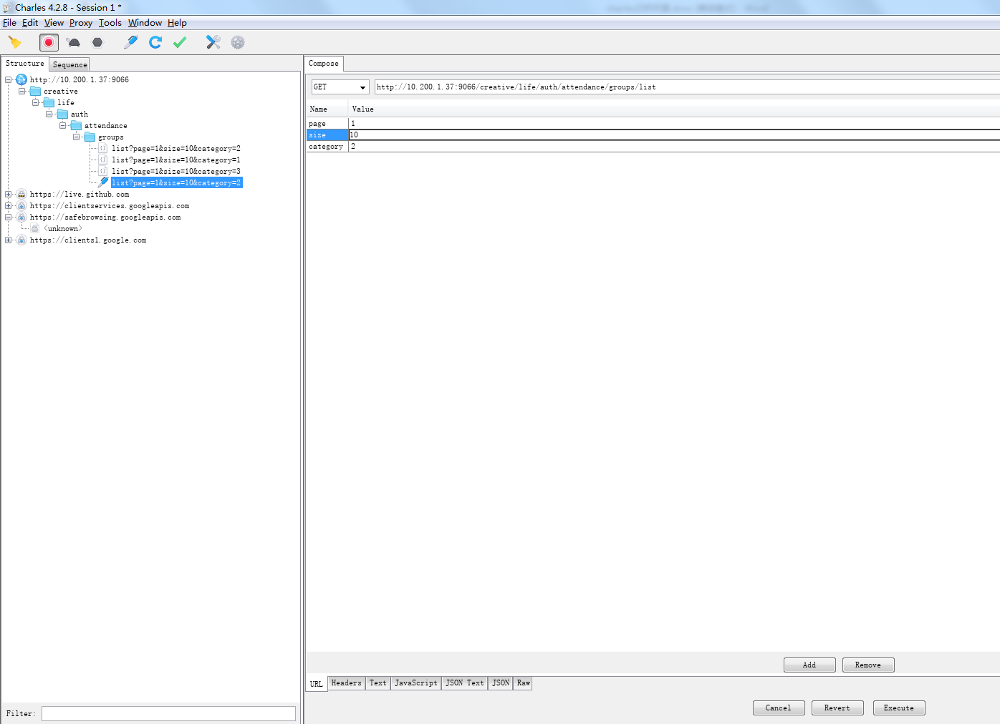 Charles 4.2.8 - Session 1 *
File Edit View Proxy Tools Window Help
Structure Sequence
http://10.200.1.37:9066
creative
life
auth
attendance
groups
list?page=1&size=10&category=2
list?page=1&size=10&category=1
list?page=1&size=10&category=3
list?page=1&size=10&category=2
https://live.github.com
https://clientservices.googleapis.com
https://safebrowsing.googleapis.com
<unknown>
https://clients1.google.com
Filter:
Compose
GET http://10.200.1.37:9066/creative/life/auth/attendance/groups/list
Name Value
page 1
size 10
category 2
Add Remove
URL Headers Text JavaScript JSON Text JSON Raw
Cancel Revert Execute